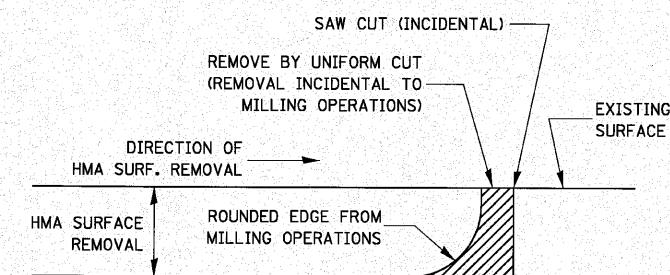 SAW CUT (INCIDENTAL)
REMOVE BY UNIFORM CUT
(REMOVAL INCIDENTAL TO
MILLING OPERATIONS)
EXISTING
SURFACE
DIRECTION OF
HMA SURF. REMOVAL
HMA SURFACE
REMOVAL
ROUNDED EDGE FROM
MILLING OPERATIONS